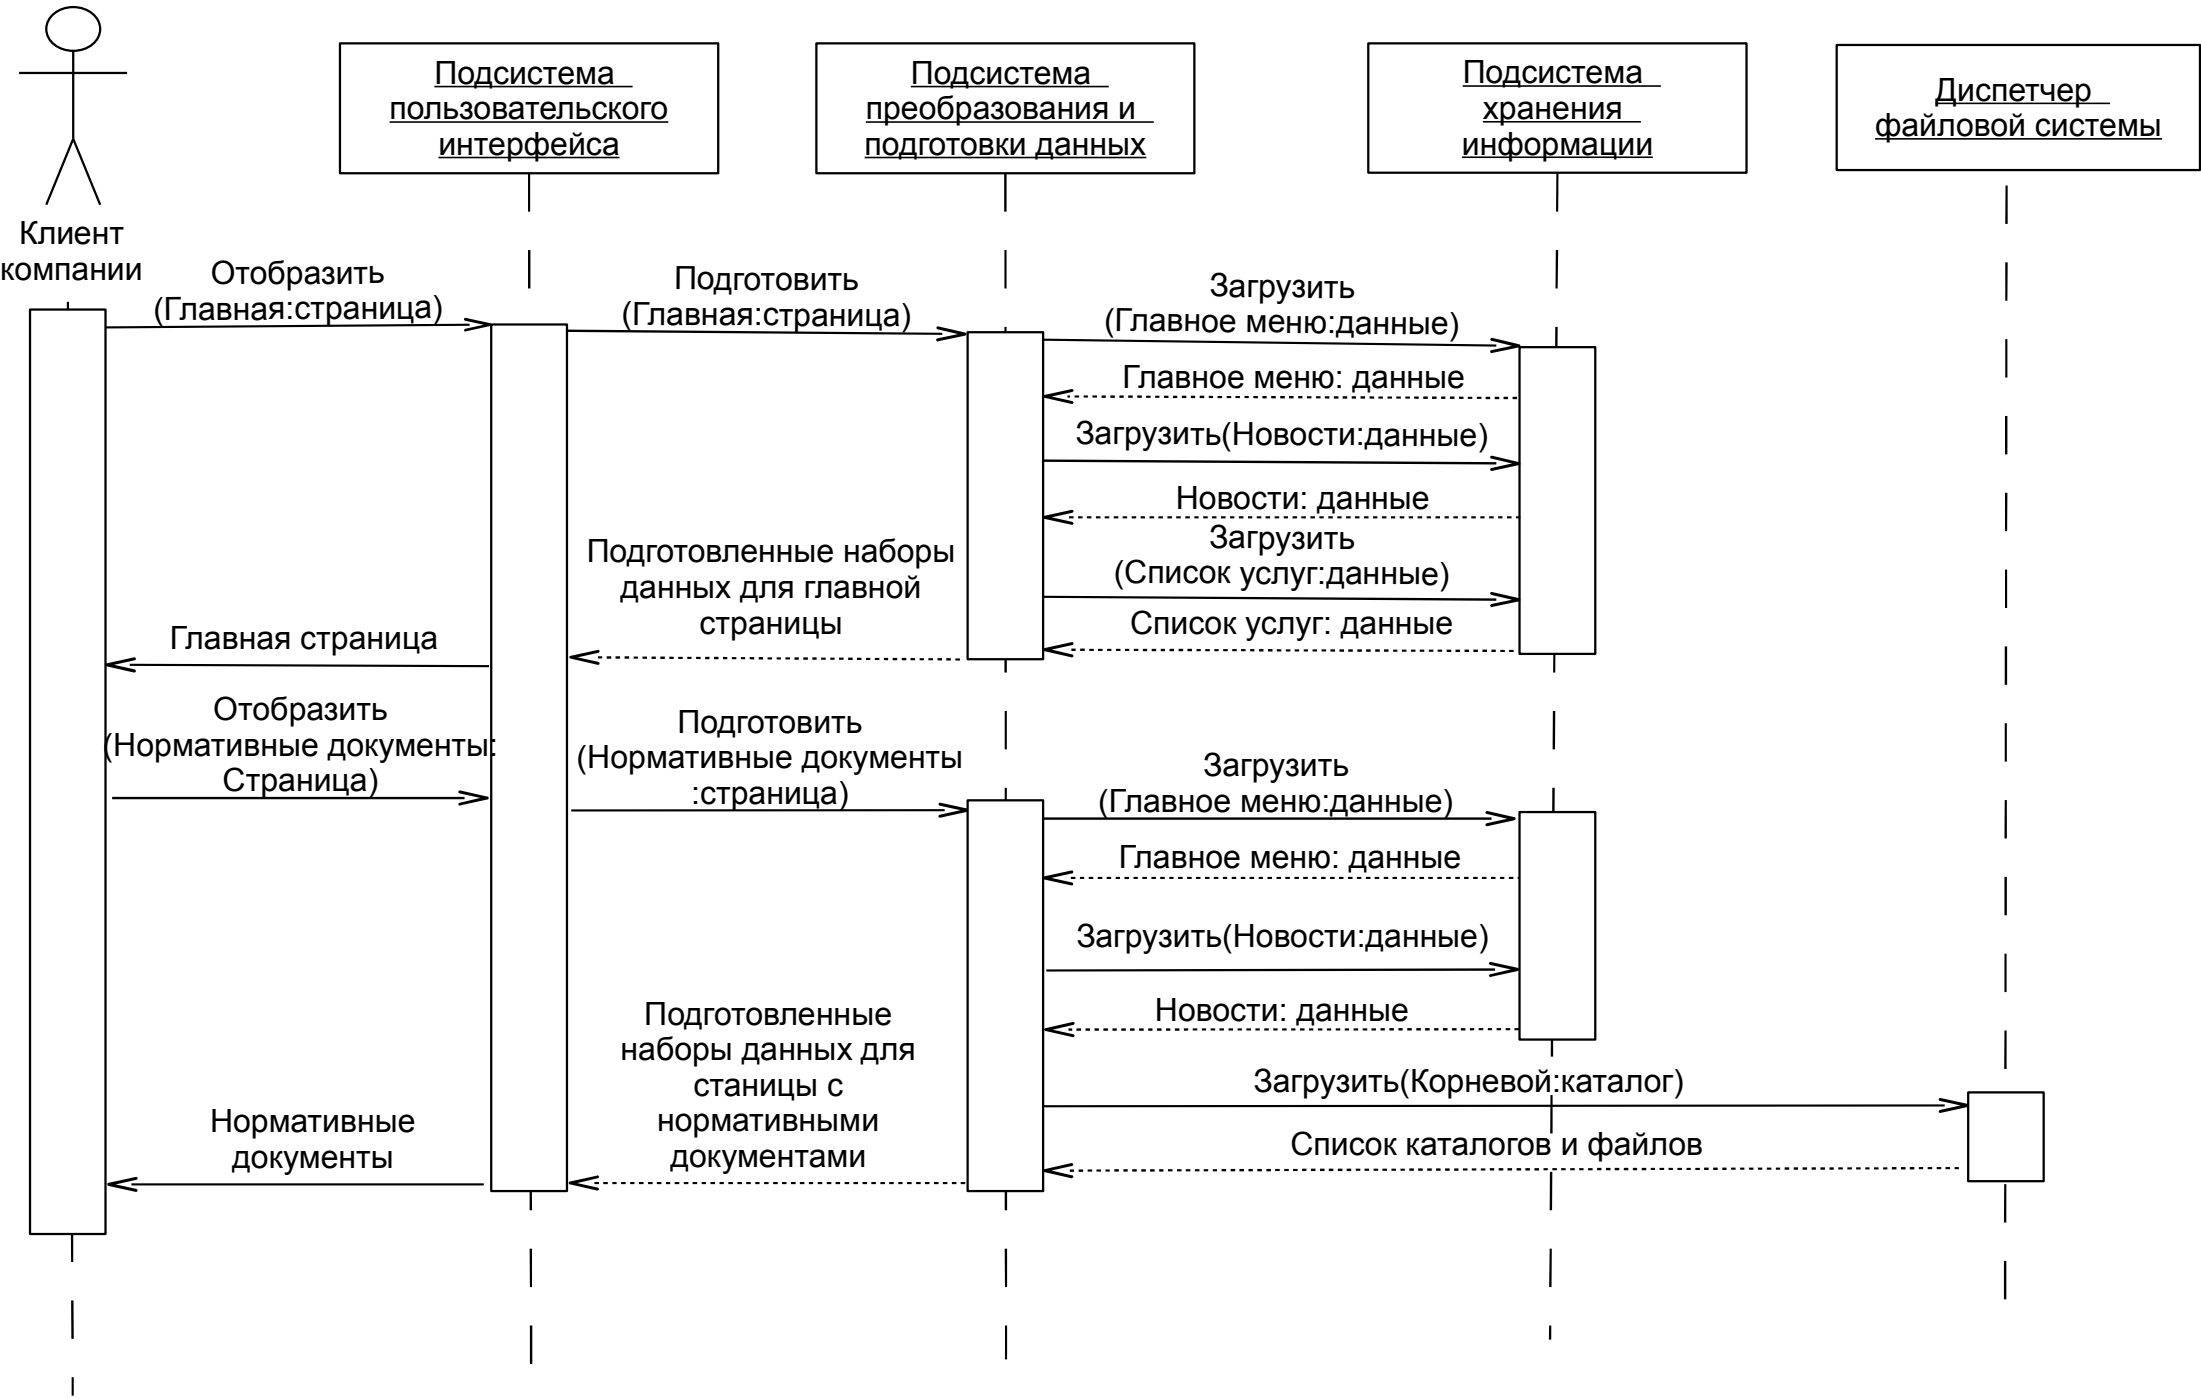 Подсистема
пользовательского
интерфейса
Подсистема
преобразования и
подготовки данных
Подсистема
хранения
информации
Диспетчер
файловой системы
Клиент
компании
Отобразить
(Главная:страница)
Подготовить
(Главная:страница)
Загрузить
(Главное меню:данные)
Главное меню: данные
Загрузить(Новости:данные)
Новости: данные
Загрузить
(Список услуг:данные)
Список услуг: данные
Подготовленные наборы
данных для главной
страницы
Главная страница
Отобразить
(Нормативные документы:
Страница)
Подготовить
(Нормативные документы
:страница)
Загрузить
(Главное меню:данные)
Главное меню: данные
Загрузить(Новости:данные)
Новости: данные
Загрузить(Корневой:каталог)
Список каталогов и файлов
Подготовленные
наборы данных для
станицы с
нормативными
документами
Нормативные
документы